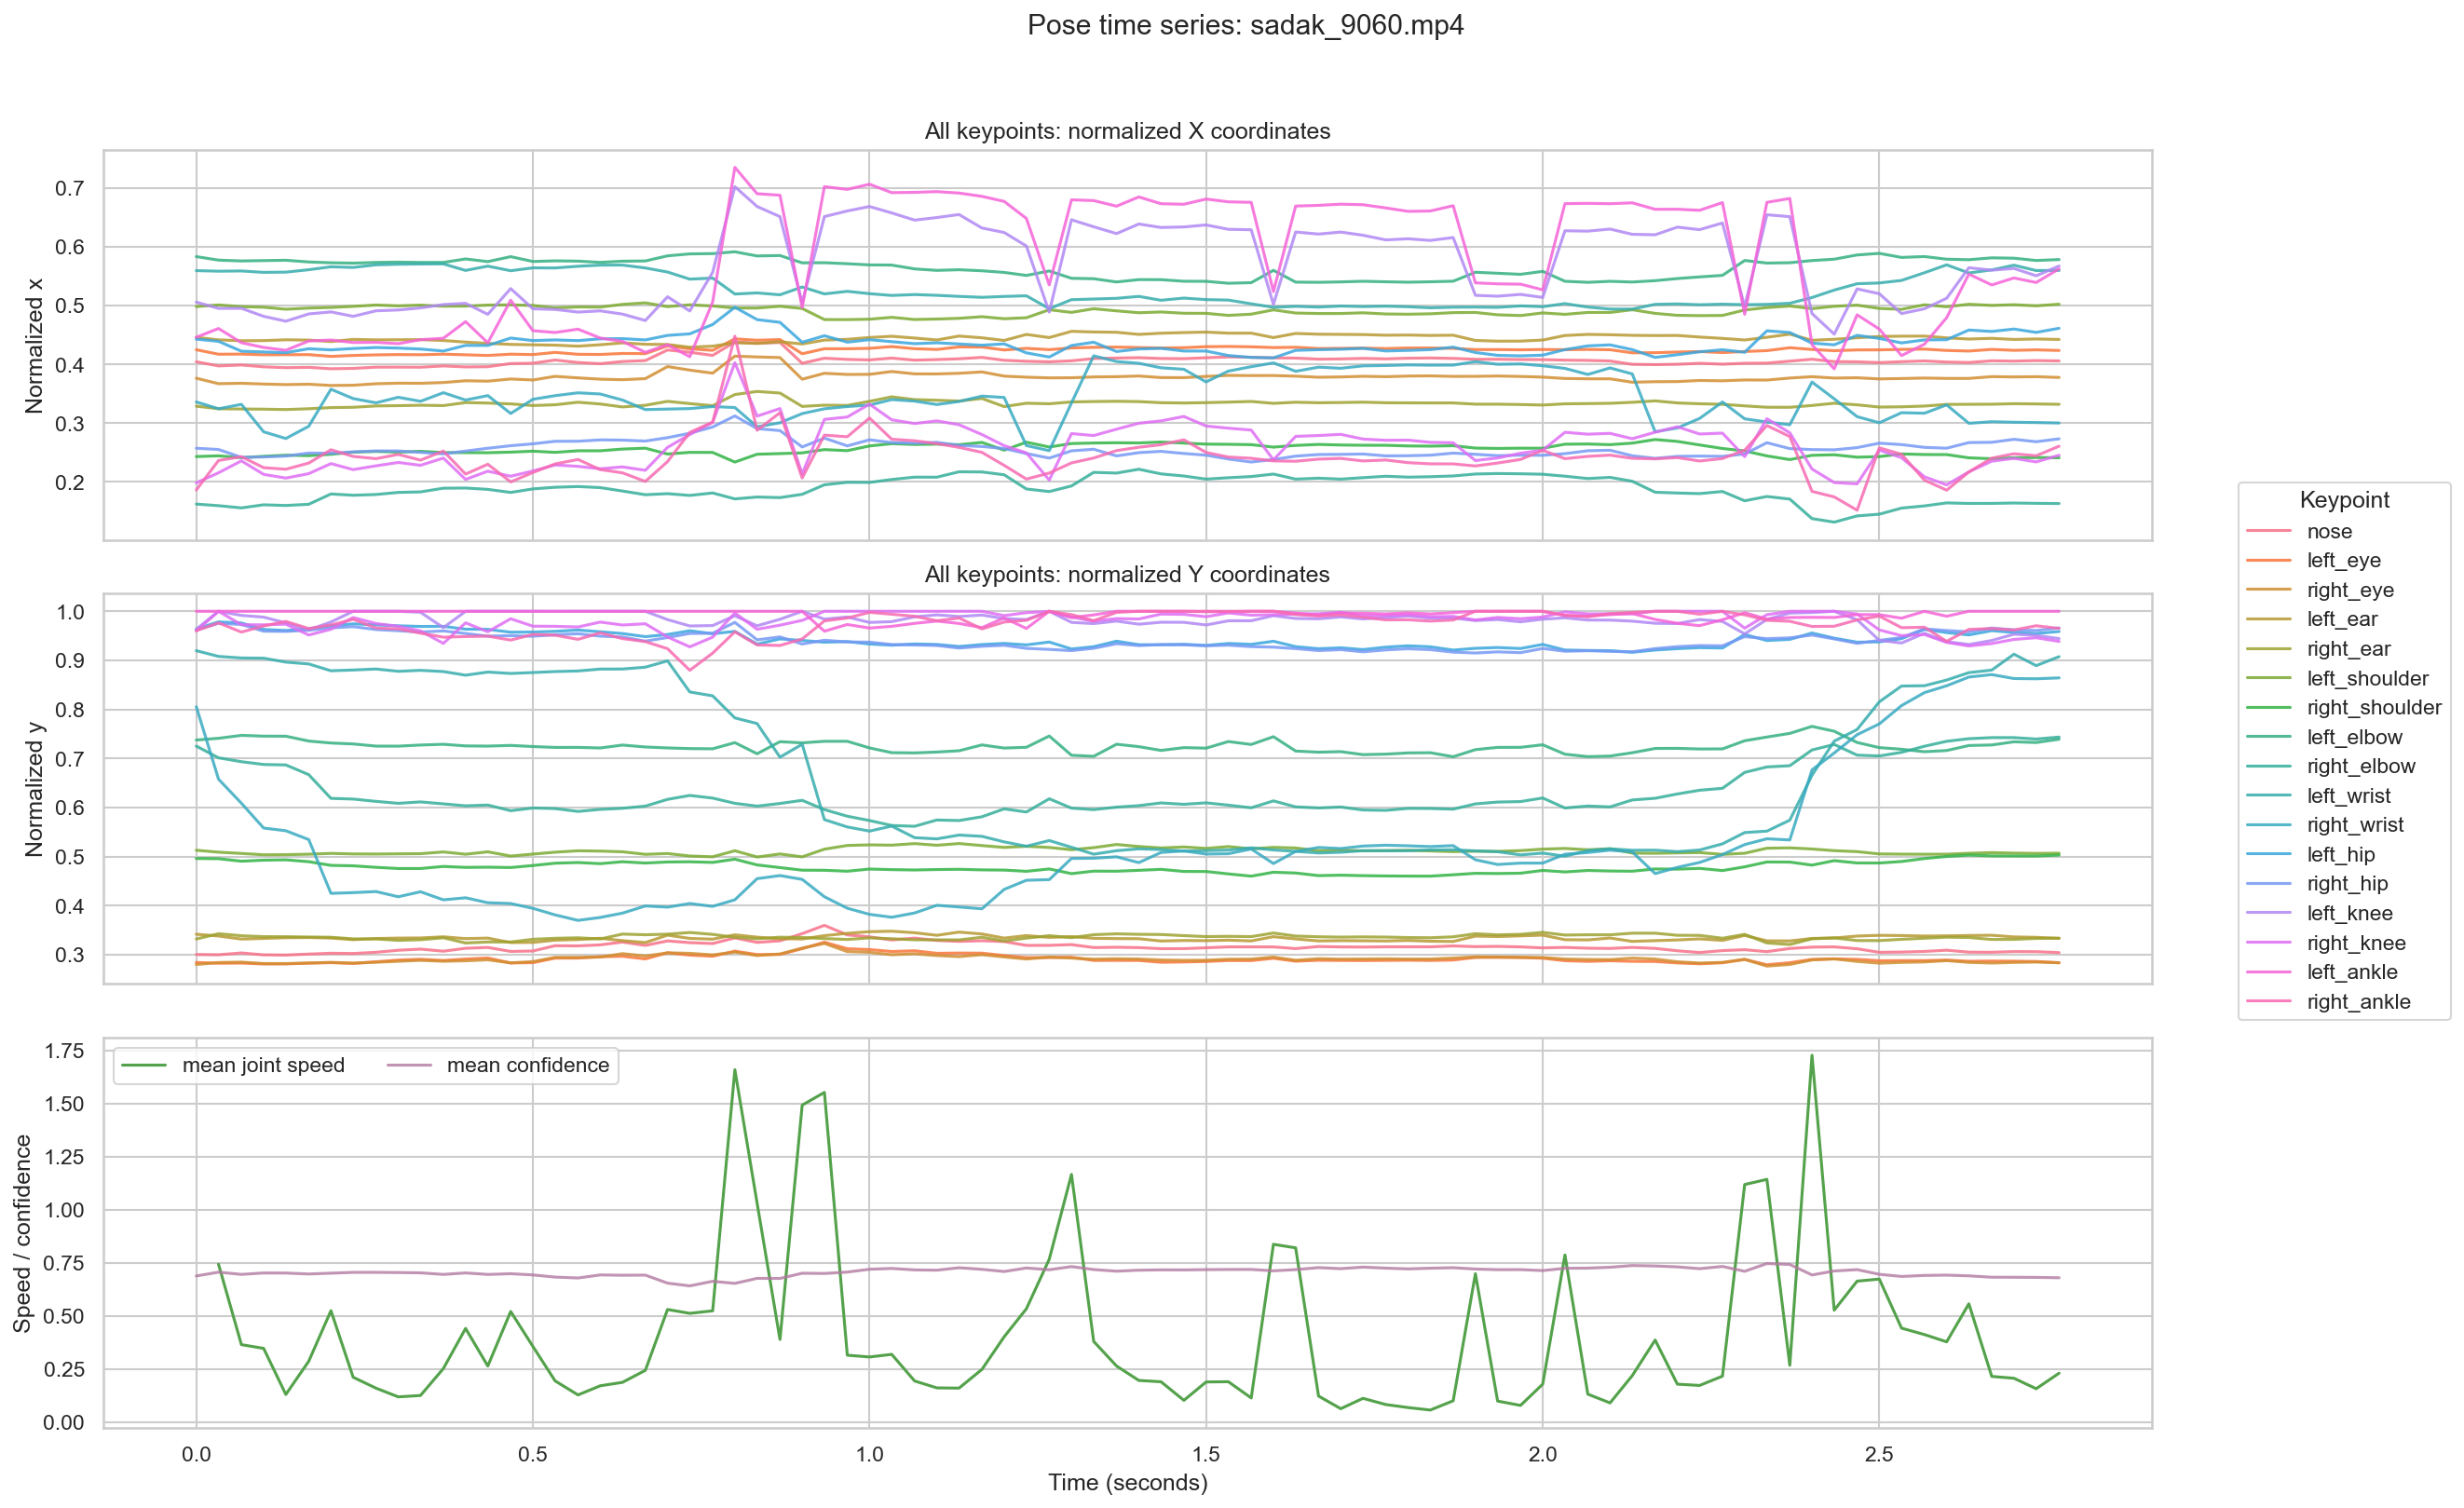 Pose time series: sadak_9060.mp4
All keypoints: normalized X coordinates
Normalized x
0.7
0.6
0.5
0.4
0.3
0.2
All keypoints: normalized Y coordinates
Normalized y
1.0
0.9
0.8
0.7
0.6
0.5
0.4
0.3
Keypoint
nose
left_eye
right_eye
left_ear
right_ear
left_shoulder
right_shoulder
left_elbow
right_elbow
left_wrist
right_wrist
left_hip
right_hip
left_knee
right_knee
left_ankle
right_ankle
mean joint speed
mean confidence
Speed / confidence
1.75
1.50
1.25
1.00
0.75
0.50
0.25
0.00
0.0 0.5 1.0 1.5 2.0 2.5
Time (seconds)